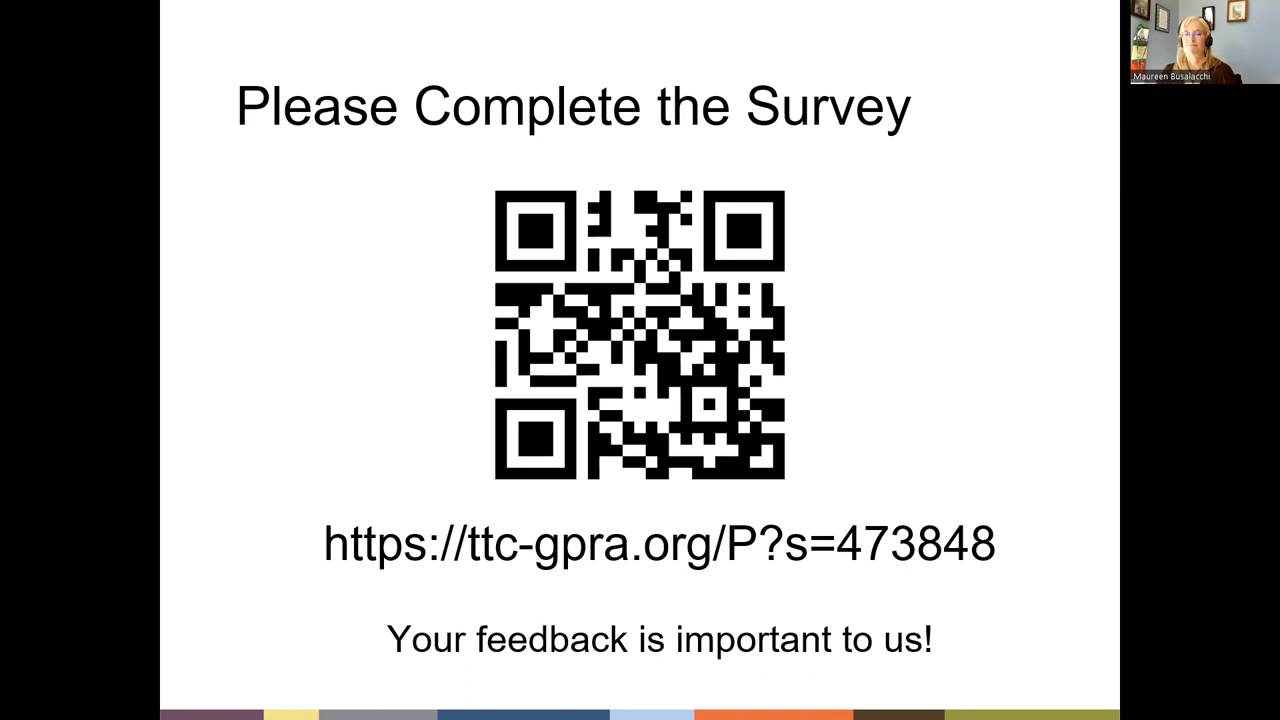 Maureen Busalacchi
Please Complete the Survey
https://ttc-gpra.org/P?s=473848
Your feedback is important to us!